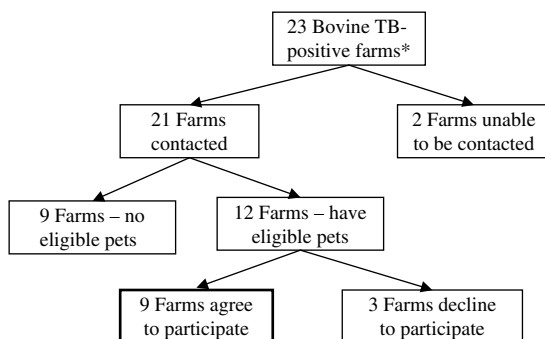 23 Bovine TB-
positive farms*
21 Farms
contacted
2 Farms unable
to be contacted
9 Farms – no
eligible pets
12 Farms – have
eligible pets
9 Farms agree
to participate
3 Farms decline
to participate